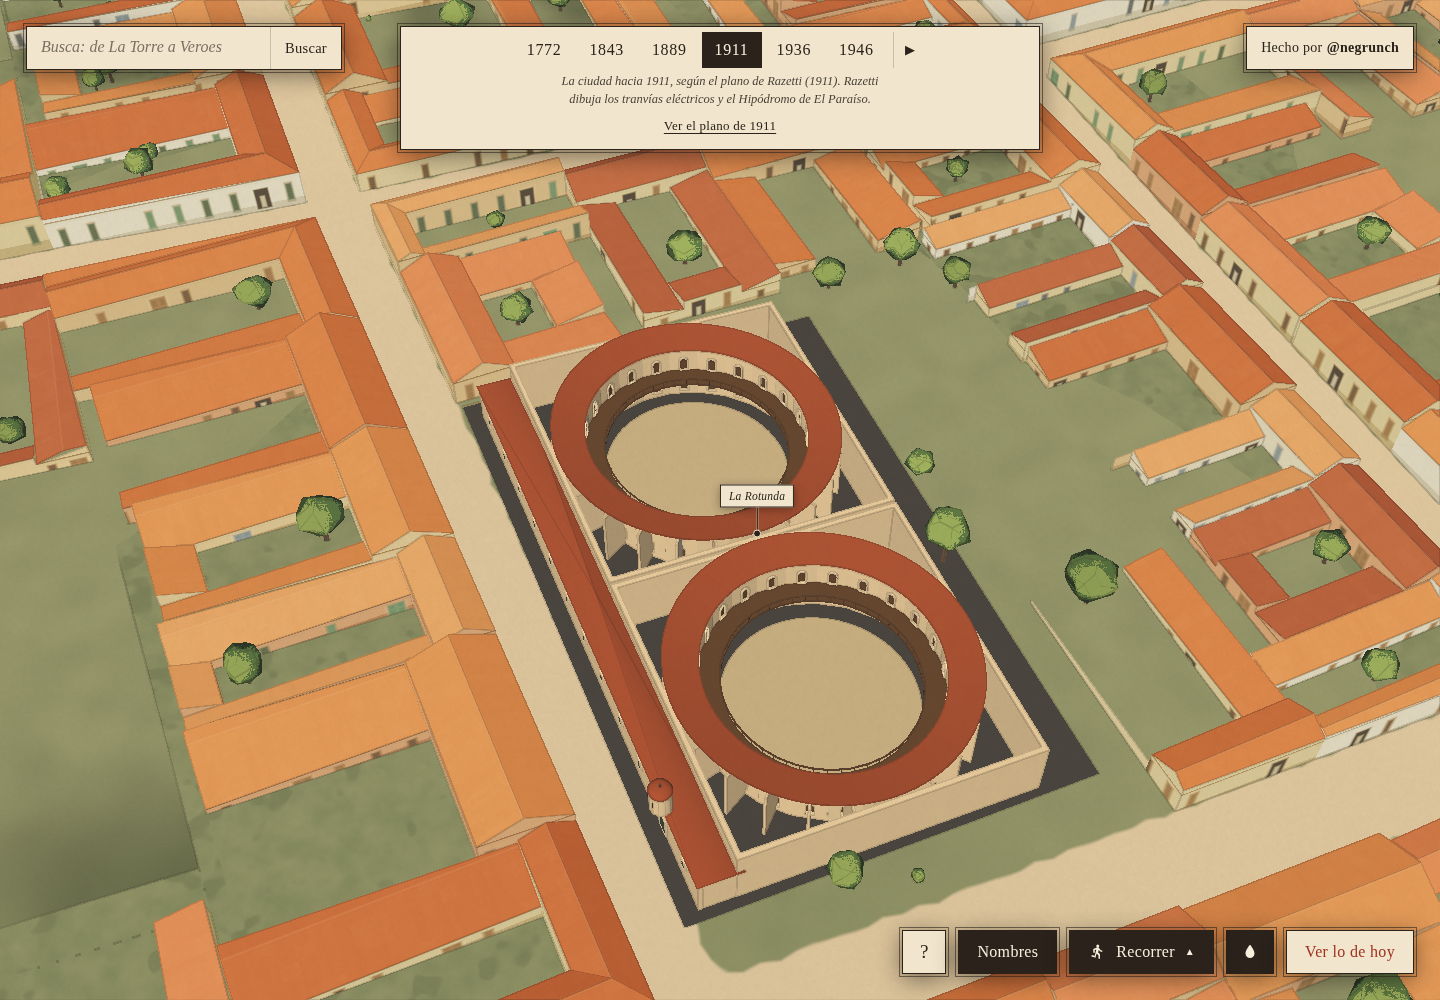 Busca: de La Torre a Veroes
Buscar
1772 1843 1889 1911 1936 1946 ▶
La ciudad hacia 1911, según el plano de Razetti (1911). Razetti
dibuja los tranvías eléctricos y el Hipódromo de El Paraíso.
Ver el plano de 1911
Hecho por @negrunch
La Rotunda
?
Nombres
Recorrer ▲
Ver lo de hoy